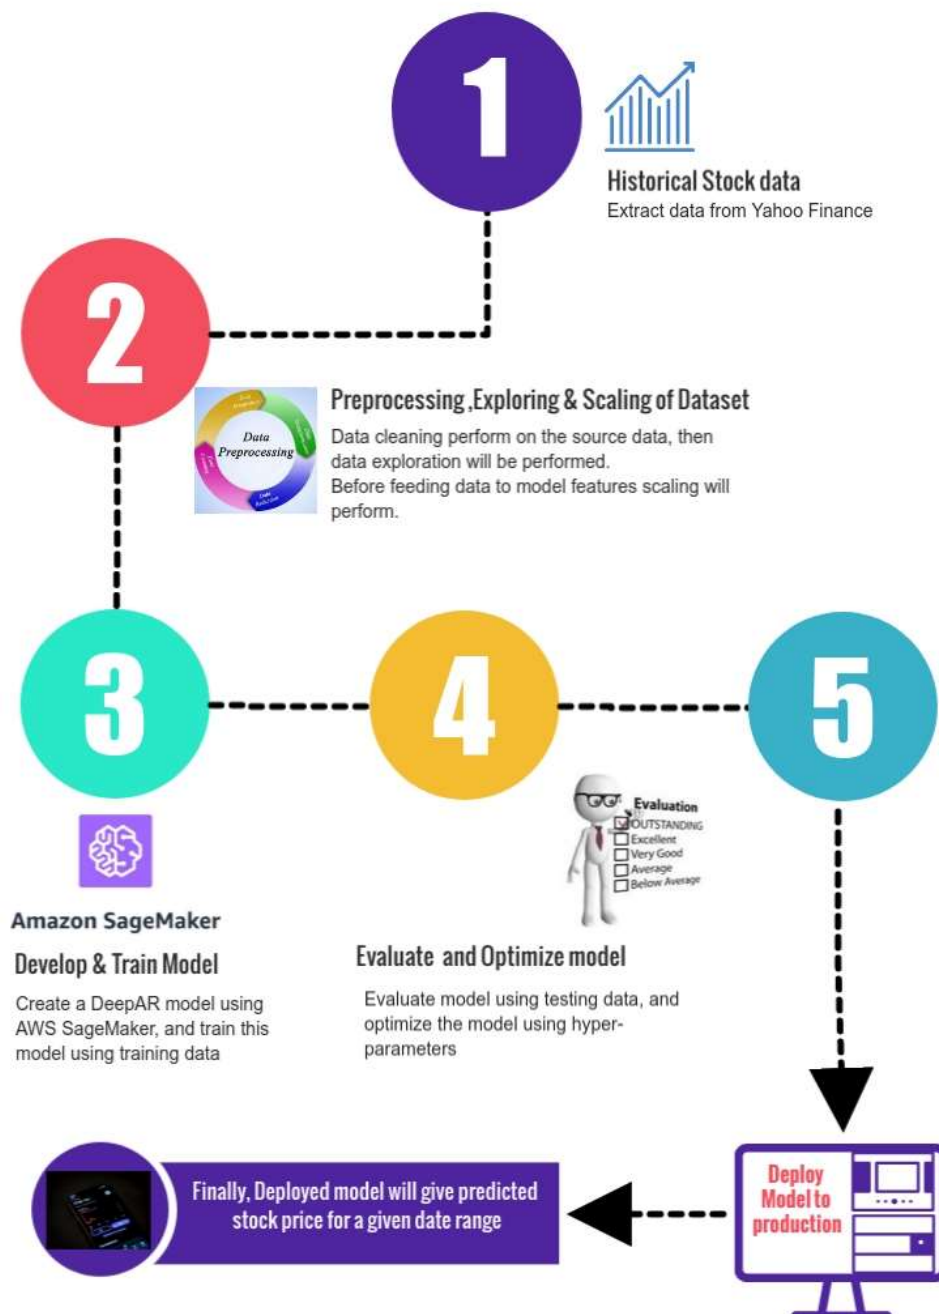 1
Historical Stock data
Extract data from Yahoo Finance
2
Data
Preprocessing
Preprocessing ,Exploring & Scaling of Dataset
Data cleaning perform on the source data, then
data exploration will be performed.
Before feeding data to model features scaling will
perform.
3
4
5
Amazon SageMaker
Develop & Train Model
Create a DeepAR model using
AWS SageMaker, and train this
model using training data
Evaluation
OUTSTANDING
Excellent
Very Good
Average
Below Average
Evaluate and Optimize model
Evaluate model using testing data, and
optimize the model using hyper-
parameters
Deploy
Model to
production
Finally, Deployed model will give predicted
stock price for a given date range